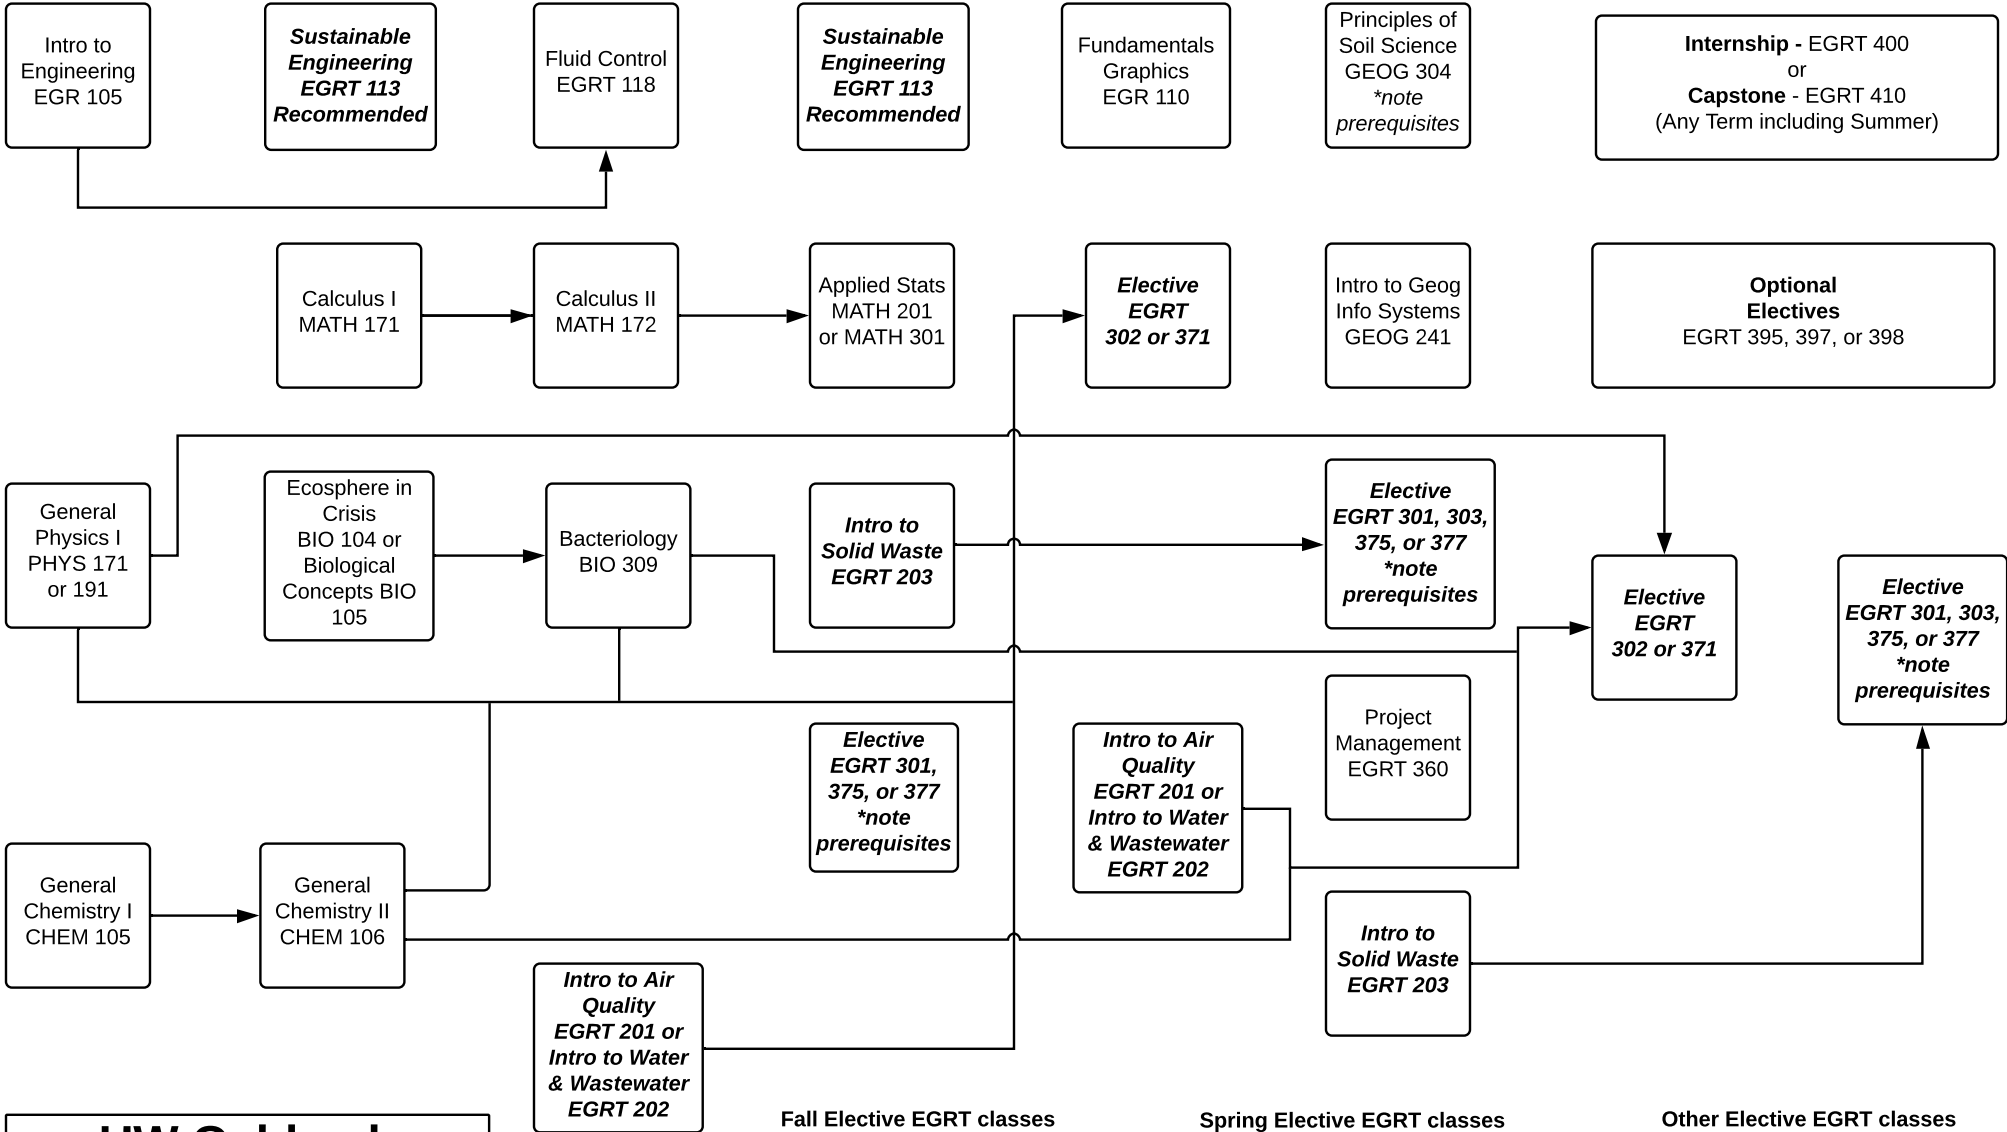 Intro to
Engineering
EGR 105
Sustainable
Engineering
EGRT 113
Recommended
Fluid Control
EGRT 118
Sustainable
Engineering
EGRT 113
Recommended
Fundamentals
Graphics
EGR 110
Principles of
Soil Science
GEOG 304
*note
prerequisites
Internship - EGRT 400
or
Capstone - EGRT 410
(Any Term including Summer)
Calculus I
MATH 171
Calculus II
MATH 172
Applied Stats
MATH 201
or MATH 301
Elective
EGRT
302 or 371
Intro to Geog
Info Systems
GEOG 241
Optional
Electives
EGRT 395, 397, or 398
General
Physics I
PHYS 171
or 191
Ecosphere in
Crisis
BIO 104 or
Biological
Concepts BIO
105
Bacteriology
BIO 309
Intro to
Solid Waste
EGRT 203
Elective
EGRT 301, 303,
375, or 377
*note
prerequisites
Elective
EGRT
302 or 371
Elective
EGRT 301, 303,
375, or 377
*note
prerequisites
Elective
EGRT 301,
375, or 377
*note
prerequisites
Intro to Air
Quality
EGRT 201 or
Intro to Water
& Wastewater
EGRT 202
Project
Management
EGRT 360
General
Chemistry I
CHEM 105
General
Chemistry II
CHEM 106
Intro to Solid Waste
EGRT 203
Intro to Air
Quality
EGRT 201 or
Intro to Water
& Wastewater
EGRT 202
Fall Elective EGRT classes
Spring Elective EGRT classes
Other Elective EGRT classes